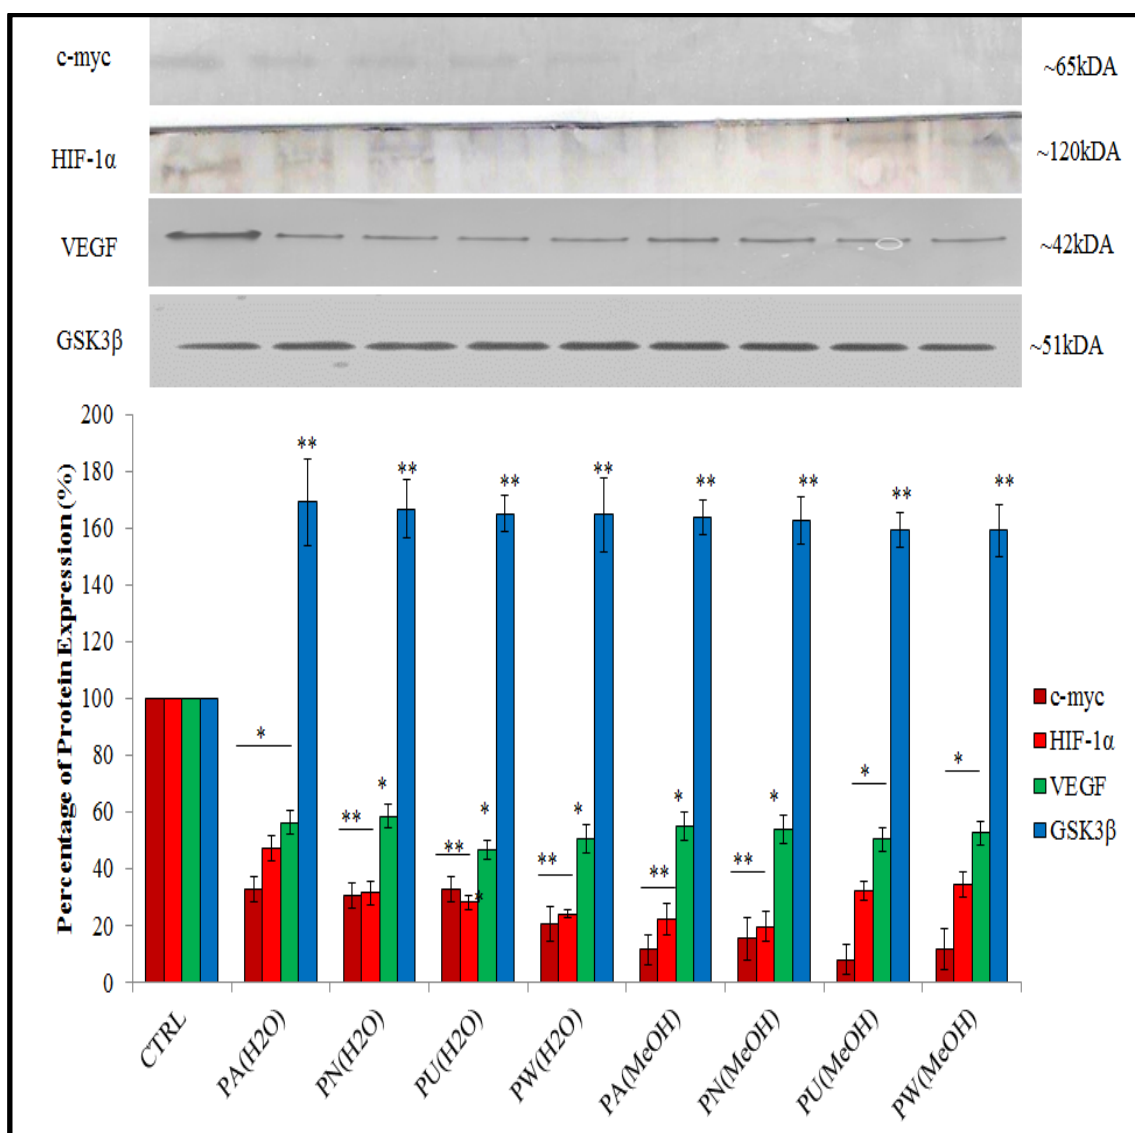 c-myc
~65kDA
HIF-1α
~120kDA
VEGF
~42kDA
GSK3β
~51kDA
Percentage of Protein Expression (%)
200
180
160
140
120
100
80
60
40
20
0
**
**
**
**
**
**
**
**
*
**
*
**
*
*
**
*
**
*
**
*
*
*
c-myc
HIF-1α
VEGF
GSK3β
CTRL
PA(H2O)
PN(H2O)
PU(H2O)
PW(H2O)
PA(MeOH)
PN(MeOH)
PU(MeOH)
PW(MeOH)